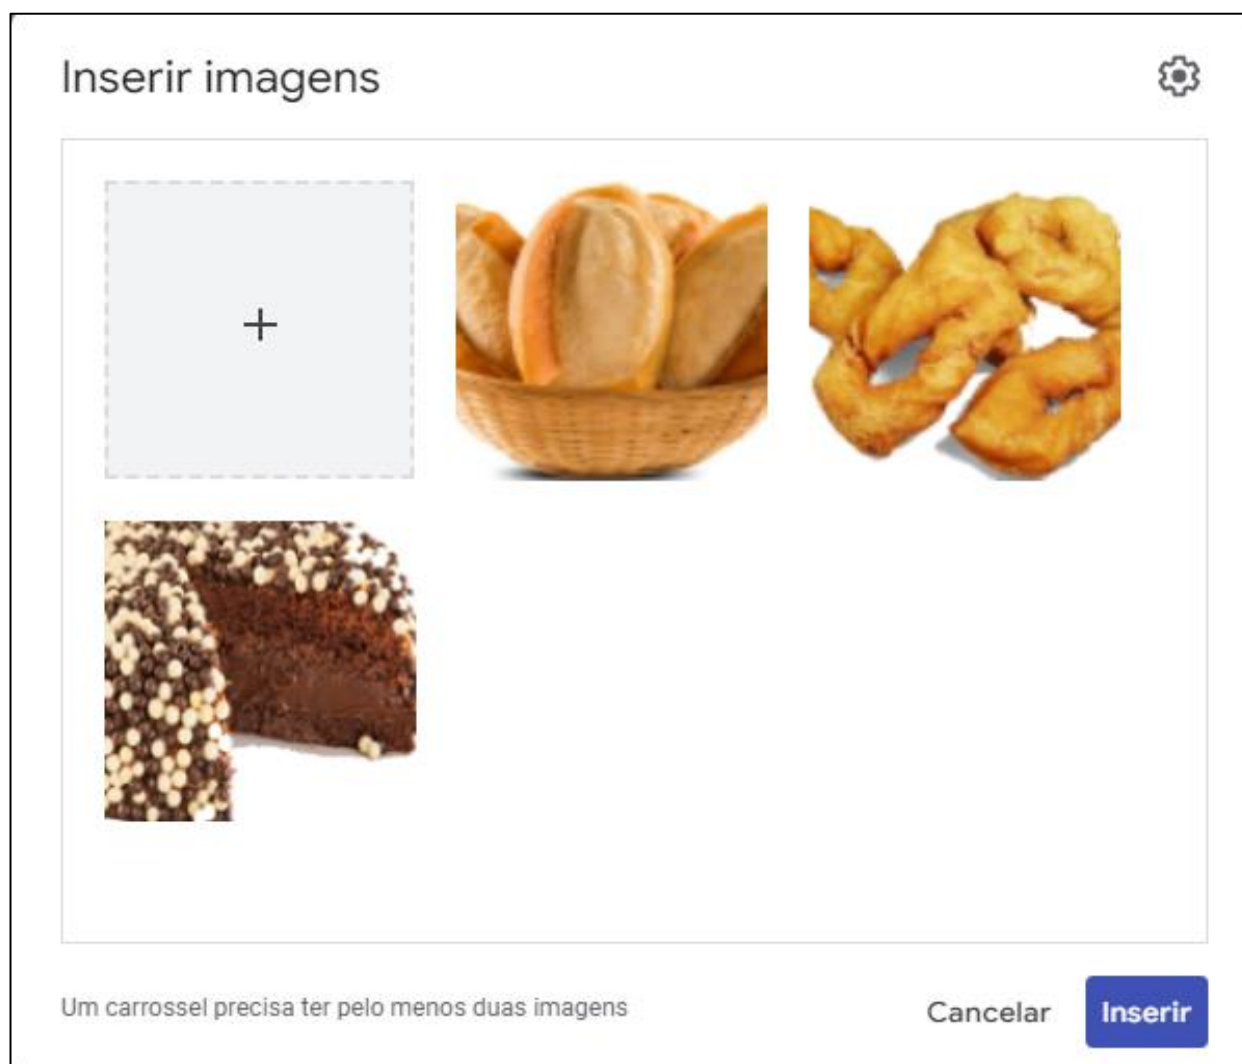 Inserir imagens
+
Um carrossel precisa ter pelo menos duas imagens
Cancelar
Inserir